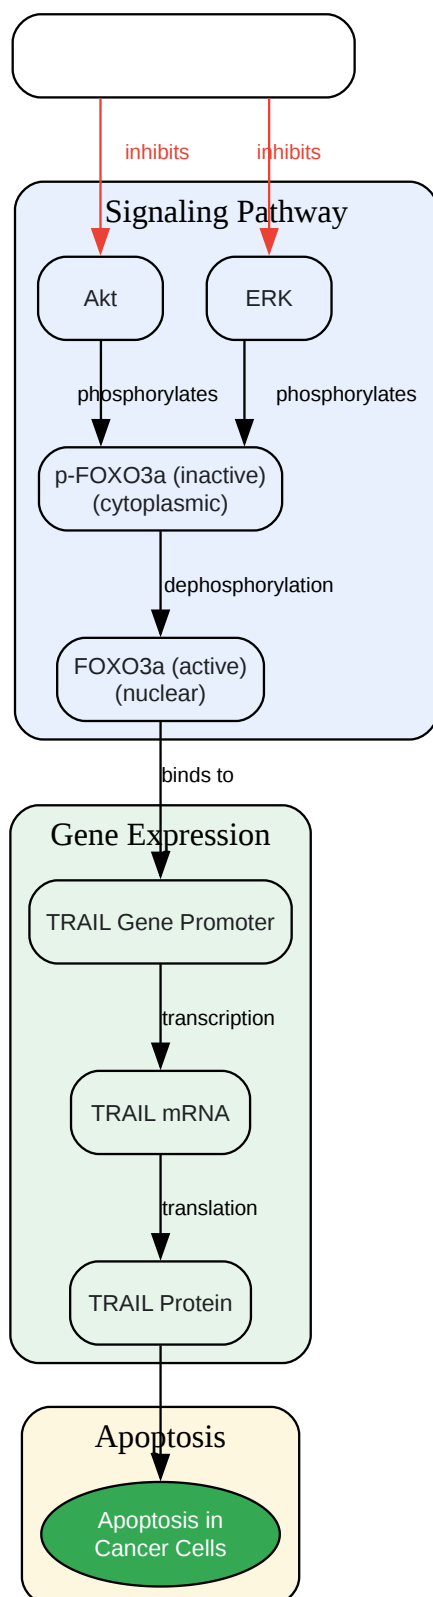 inhibits
inhibits
Signaling Pathway
Akt
ERK
phosphorylates
phosphorylates
p-FOXO3a (inactive)
(cytoplasmic)
dephosphorylation
FOXO3a (active)
(nuclear)
binds to
Gene Expression
TRAIL Gene Promoter
transcription
TRAIL mRNA
translation
TRAIL Protein
Apoptosis
Apoptosis in
Cancer Cells